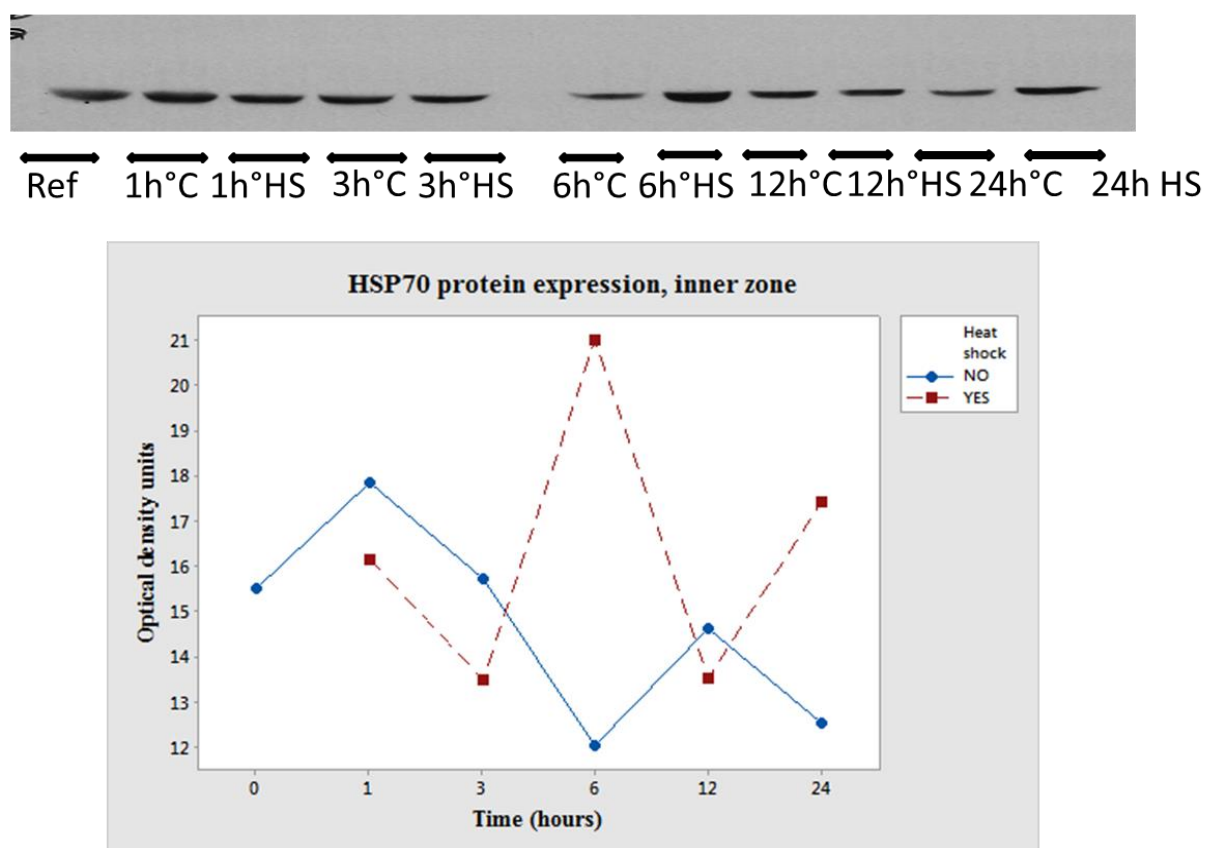 Ref 1h°C 1h°HS 3h°C 3h°HS 6h°C 6h°HS 12h°C 12h°HS 24h°C 24h HS
HSP70 protein expression, inner zone
Optical density units
21
20
19
18
17
16
15
14
13
12
0 1 3 6 12 24
Time (hours)
Heat
shock
NO
YES